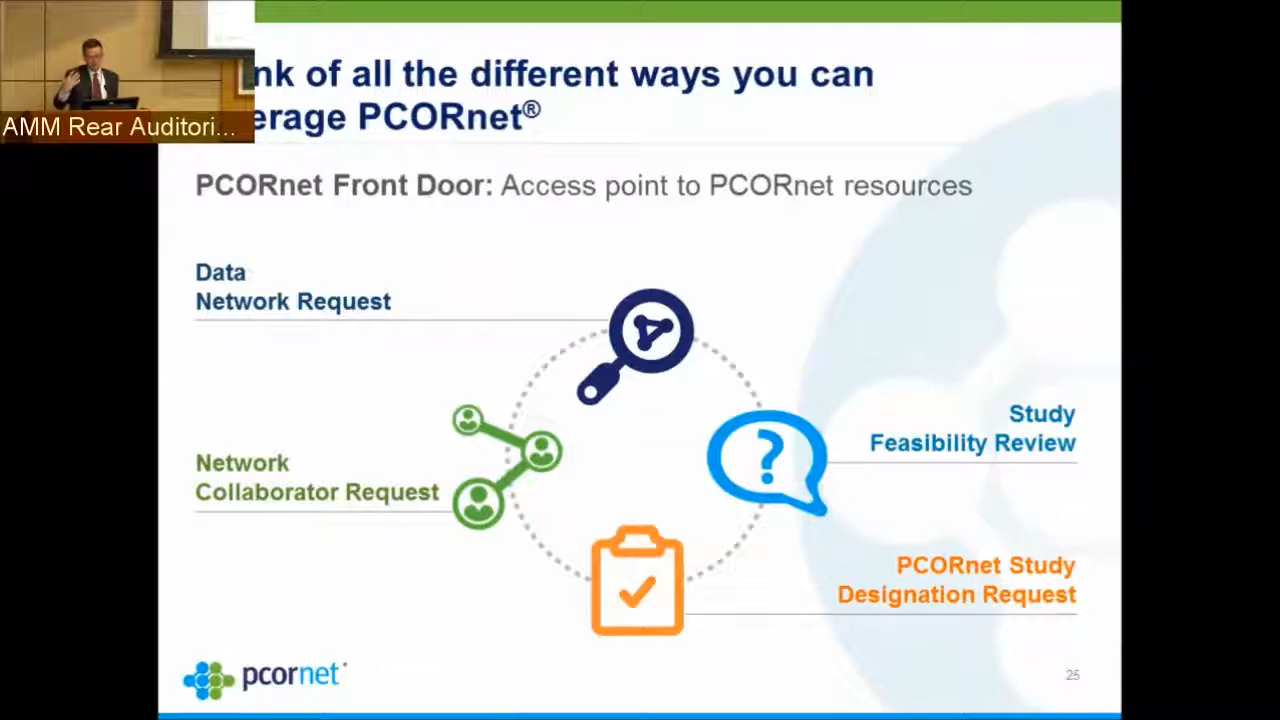 nk of all the different ways you can
erage PCORnet®
AMM Rear Auditori...
PCORnet Front Door: Access point to PCORnet resources
Data
Network Request
Study
Feasibility Review
Network
Collaborator Request
PCORnet Study
Designation Request
pcornet
25